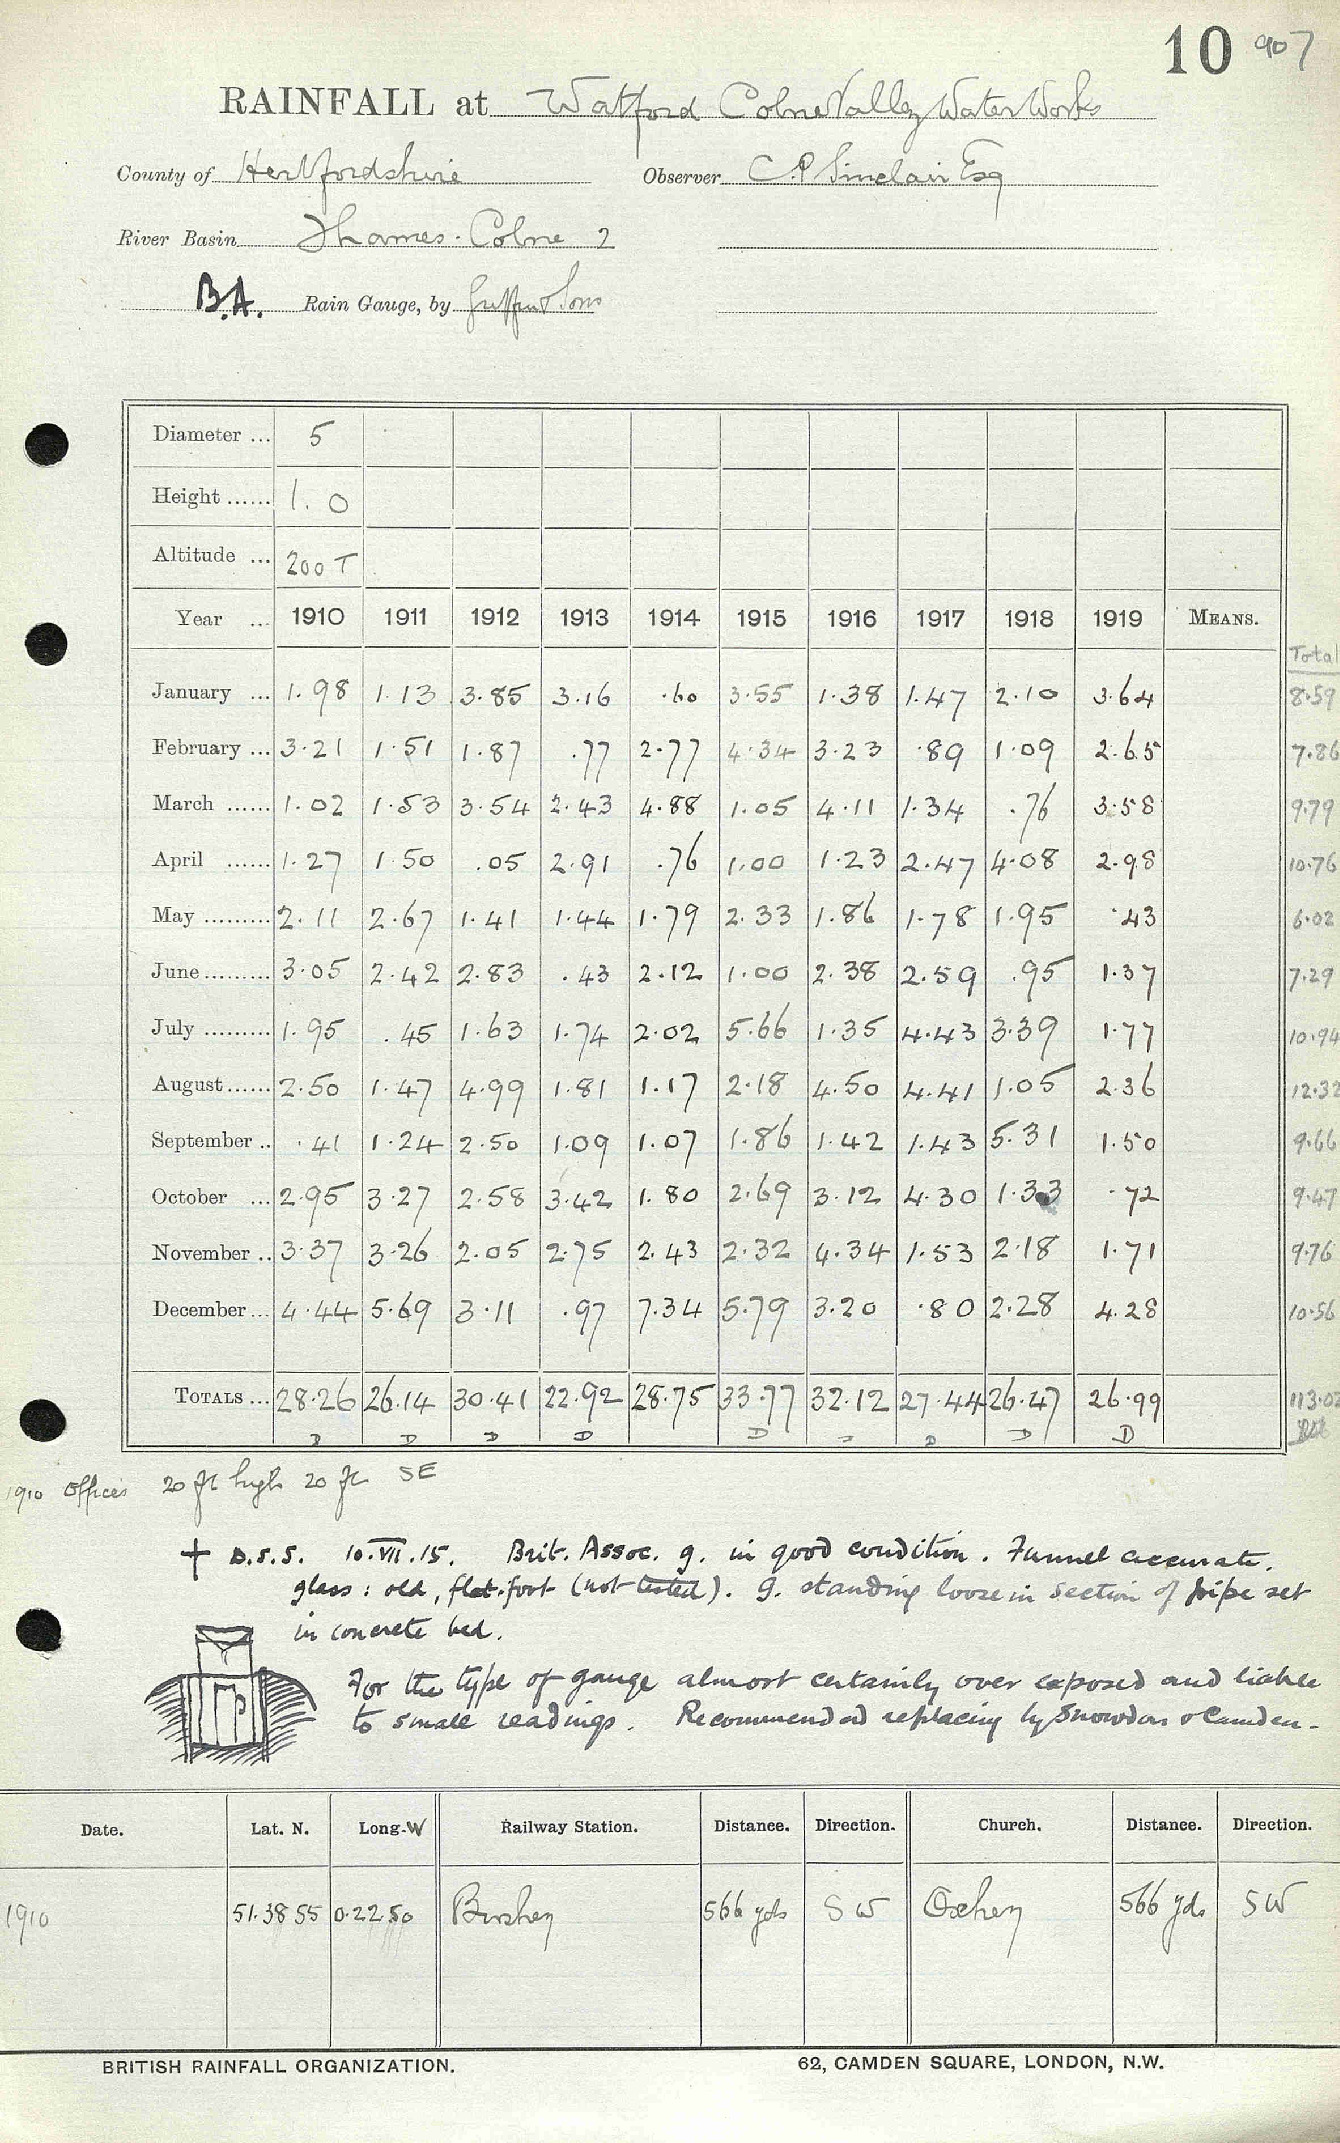 10 907
RAINFALL at Watford Colne Valley Water Works
County of Hertfordshire Observer C.P. Sinclair Esq
River Basin Thames - Colne 2
B.A. Rain Gauge, by & Sons
Diameter ... 5
Height ...... 1.0
Altitude ... 200 T
Year ... 1910 1911 1912 1913 1914 1915 1916 1917 1918 1919 MEANS.
Total
January ... 1.98 1.13 3.85 3.16 .60 3.55 1.38 1.47 2.10 3.64 8.59
February ... 3.21 1.51 1.87 .77 2.77 4.34 3.23 .89 1.09 2.65 7.86
March ...... 1.02 1.53 3.54 2.43 4.88 1.05 4.11 1.34 .76 3.58 9.79
April ...... 1.27 1.50 .05 2.91 .76 1.00 1.23 2.47 4.08 2.98 10.76
May ......... 2.11 2.67 1.41 1.44 1.79 2.33 1.86 1.78 1.95 .43 6.02
June ......... 3.05 2.42 2.83 .43 2.12 1.00 2.38 2.59 .95 1.37 7.29
July ......... 1.95 .45 1.63 1.74 2.02 5.66 1.35 4.43 3.39 1.77 10.94
August ...... 2.50 1.47 4.99 1.81 1.17 2.18 4.50 4.41 1.05 2.36 12.32
September .. .41 1.24 2.50 1.09 1.07 1.86 1.42 1.43 5.31 1.50 9.66
October ... 2.95 3.27 2.58 3.42 1.80 2.69 3.12 4.30 1.33 .72 9.47
November .. 3.37 3.26 2.05 2.75 2.43 2.32 4.34 1.53 2.18 1.71 9.76
December ... 4.44 5.69 3.11 .97 7.34 5.79 3.20 .80 2.28 4.28 10.56
TOTALS ... 28.26 26.14 30.41 22.92 28.75 33.77 32.12 27.44 26.47 26.99 113.02
D D D D D D D D
1910 Offices 20 ft high 20 ft SE
+ D.S.S. 10.VII.15. Brit. Assoc. g. in good condition. Funnel accurate.
glass: old, flat-foot (not tested). g. standing loose in section of pipe set
in concrete bed.
For the type of gauge almost certainly over exposed and liable
to small readings. Recommended replacing by Snowdon or Camden.
Date. Lat. N. Long. W Railway Station. Distance. Direction. Church. Distance. Direction.
1910 51.38 55 0.22.50 Bushey 566 yds SW Oxhey 566 yds SW
BRITISH RAINFALL ORGANIZATION. 62, CAMDEN SQUARE, LONDON, N.W.